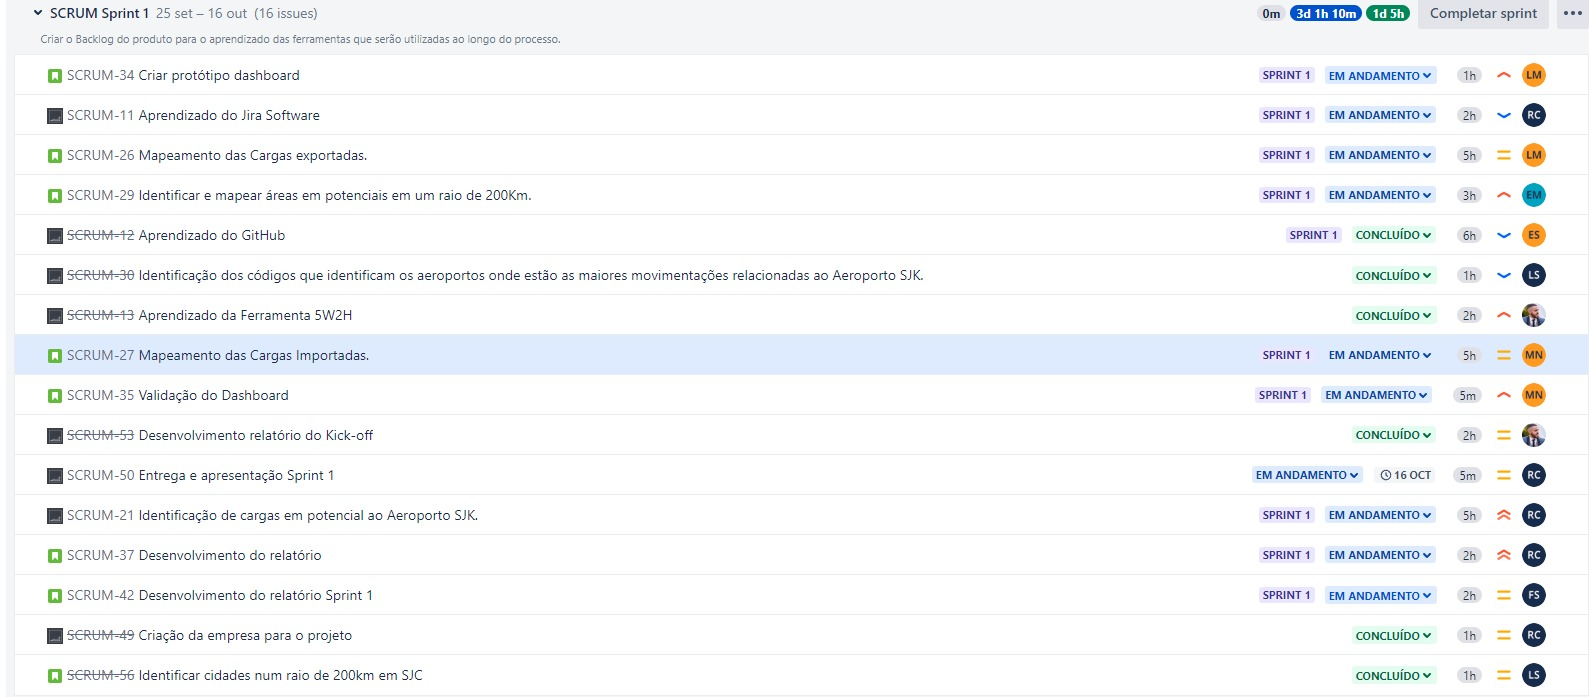 SCRUM Sprint 1 25 set – 16 out (16 issues) 0m 3d 1h 10m 1d 5h Completar sprint
Criar o Backlog do produto para o aprendizado das ferramentas que serão utilizadas ao longo do processo.
SCRUM-34 Criar protótipo dashboard SPRINT 1 EM ANDAMENTO 1h LM
SCRUM-11 Aprendizado do Jira Software SPRINT 1 EM ANDAMENTO 2h RC
SCRUM-26 Mapeamento das Cargas exportadas. SPRINT 1 EM ANDAMENTO 5h LM
SCRUM-29 Identificar e mapear áreas em potenciais em um raio de 200Km. SPRINT 1 EM ANDAMENTO 3h EM
SCRUM-12 Aprendizado do GitHub SPRINT 1 CONCLUÍDO 6h ES
SCRUM-30 Identificação dos códigos que identificam os aeroportos onde estão as maiores movimentações relacionadas ao Aeroporto SJK. CONCLUÍDO 1h LS
SCRUM-13 Aprendizado da Ferramenta 5W2H CONCLUÍDO 2h
SCRUM-27 Mapeamento das Cargas Importadas. SPRINT 1 EM ANDAMENTO 5h MN
SCRUM-35 Validação do Dashboard SPRINT 1 EM ANDAMENTO 5m MN
SCRUM-53 Desenvolvimento relatório do Kick-off CONCLUÍDO 2h
SCRUM-50 Entrega e apresentação Sprint 1 EM ANDAMENTO 16 OCT 5m RC
SCRUM-21 Identificação de cargas em potencial ao Aeroporto SJK. SPRINT 1 EM ANDAMENTO 5h RC
SCRUM-37 Desenvolvimento do relatório SPRINT 1 EM ANDAMENTO 2h RC
SCRUM-42 Desenvolvimento do relatório Sprint 1 SPRINT 1 EM ANDAMENTO 2h FS
SCRUM-49 Criação da empresa para o projeto CONCLUÍDO 1h RC
SCRUM-56 Identificar cidades num raio de 200km em SJC CONCLUÍDO 1h LS